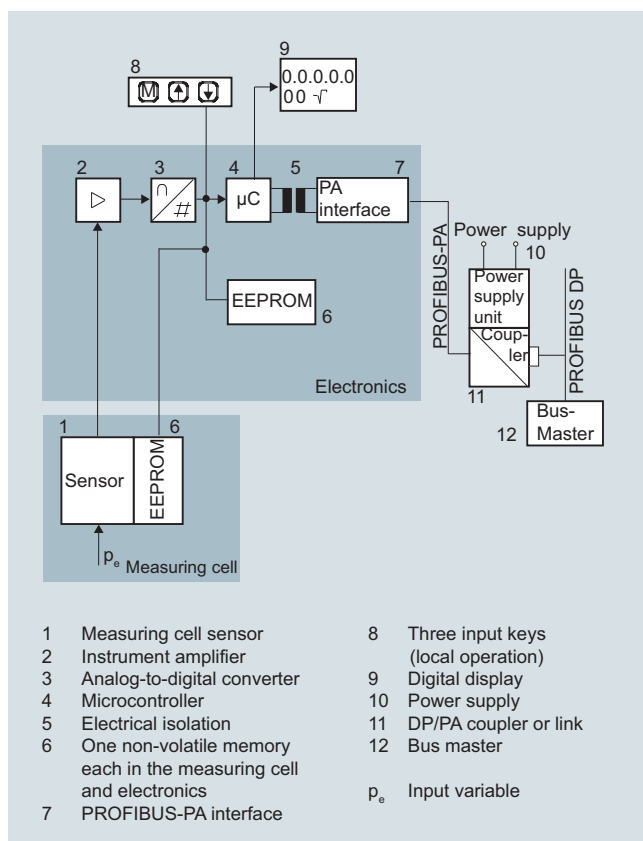 9
8
0.0.0.0.0
00 √
M
2
3
4
5
7
∩
#
µC
PA
interface
Power supply
10
PROFIBUS-PA
Power
supply
unit
PROFIBUS DP
EEPROM
6
Coup-
ler
11
Electronics
Bus-
Master
12
1
6
Sensor
EEPROM
pe
Measuring cell
1 Measuring cell sensor
2 Instrument amplifier
3 Analog-to-digital converter
4 Microcontroller
5 Electrical isolation
6 One non-volatile memory
each in the measuring cell
and electronics
7 PROFIBUS-PA interface
8 Three input keys
(local operation)
9 Digital display
10 Power supply
11 DP/PA coupler or link
12 Bus master
pe Input variable